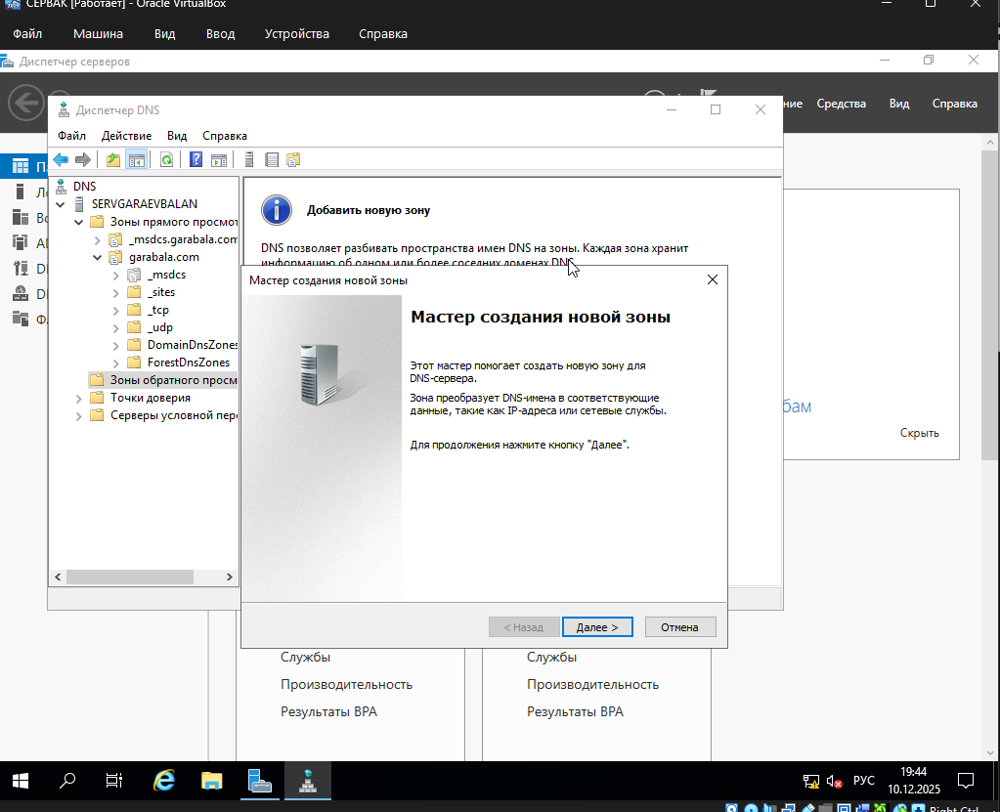 СЕРВАК [Работает] - Oracle VirtualBox
Файл Машина Вид Ввод Устройства Справка
Диспетчер серверов
Средства Вид Справка
Диспетчер DNS
Файл Действие Вид Справка
DNS
SERVGARAEVBALAN
Зоны прямого просмот
_msdcs.garabala.com
garabala.com
_msdcs
_sites
_tcp
_udp
DomainDnsZones
ForestDnsZones
Зоны обратного просм
Точки доверия
Серверы условной пере
Добавить новую зону
DNS позволяет разбивать пространства имен DNS на зоны. Каждая зона хранит
информацию об одном или более соседних доменах DNS
Мастер создания новой зоны
Мастер создания новой зоны
Этот мастер помогает создать новую зону для
DNS-сервера.
Зона преобразует DNS-имена в соответствующие
данные, такие как IP-адреса или сетевые службы.
Для продолжения нажмите кнопку "Далее".
< Назад Далее > Отмена
бам
Скрыть
Службы
Производительность
Результаты BPA
Службы
Производительность
Результаты BPA
РУС
19:44
10.12.2025
Right Ctrl